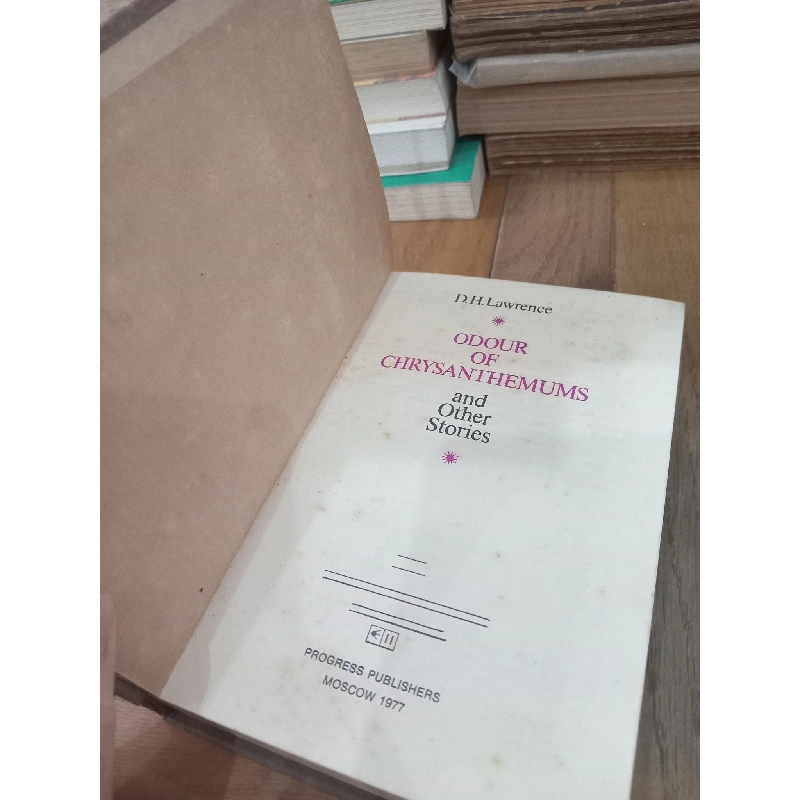 D.H.Lawrence
ODOUR
OF
CHRYSANTHEMUMS
and
Other
Stories
PROGRESS PUBLISHERS
MOSCOW 1977